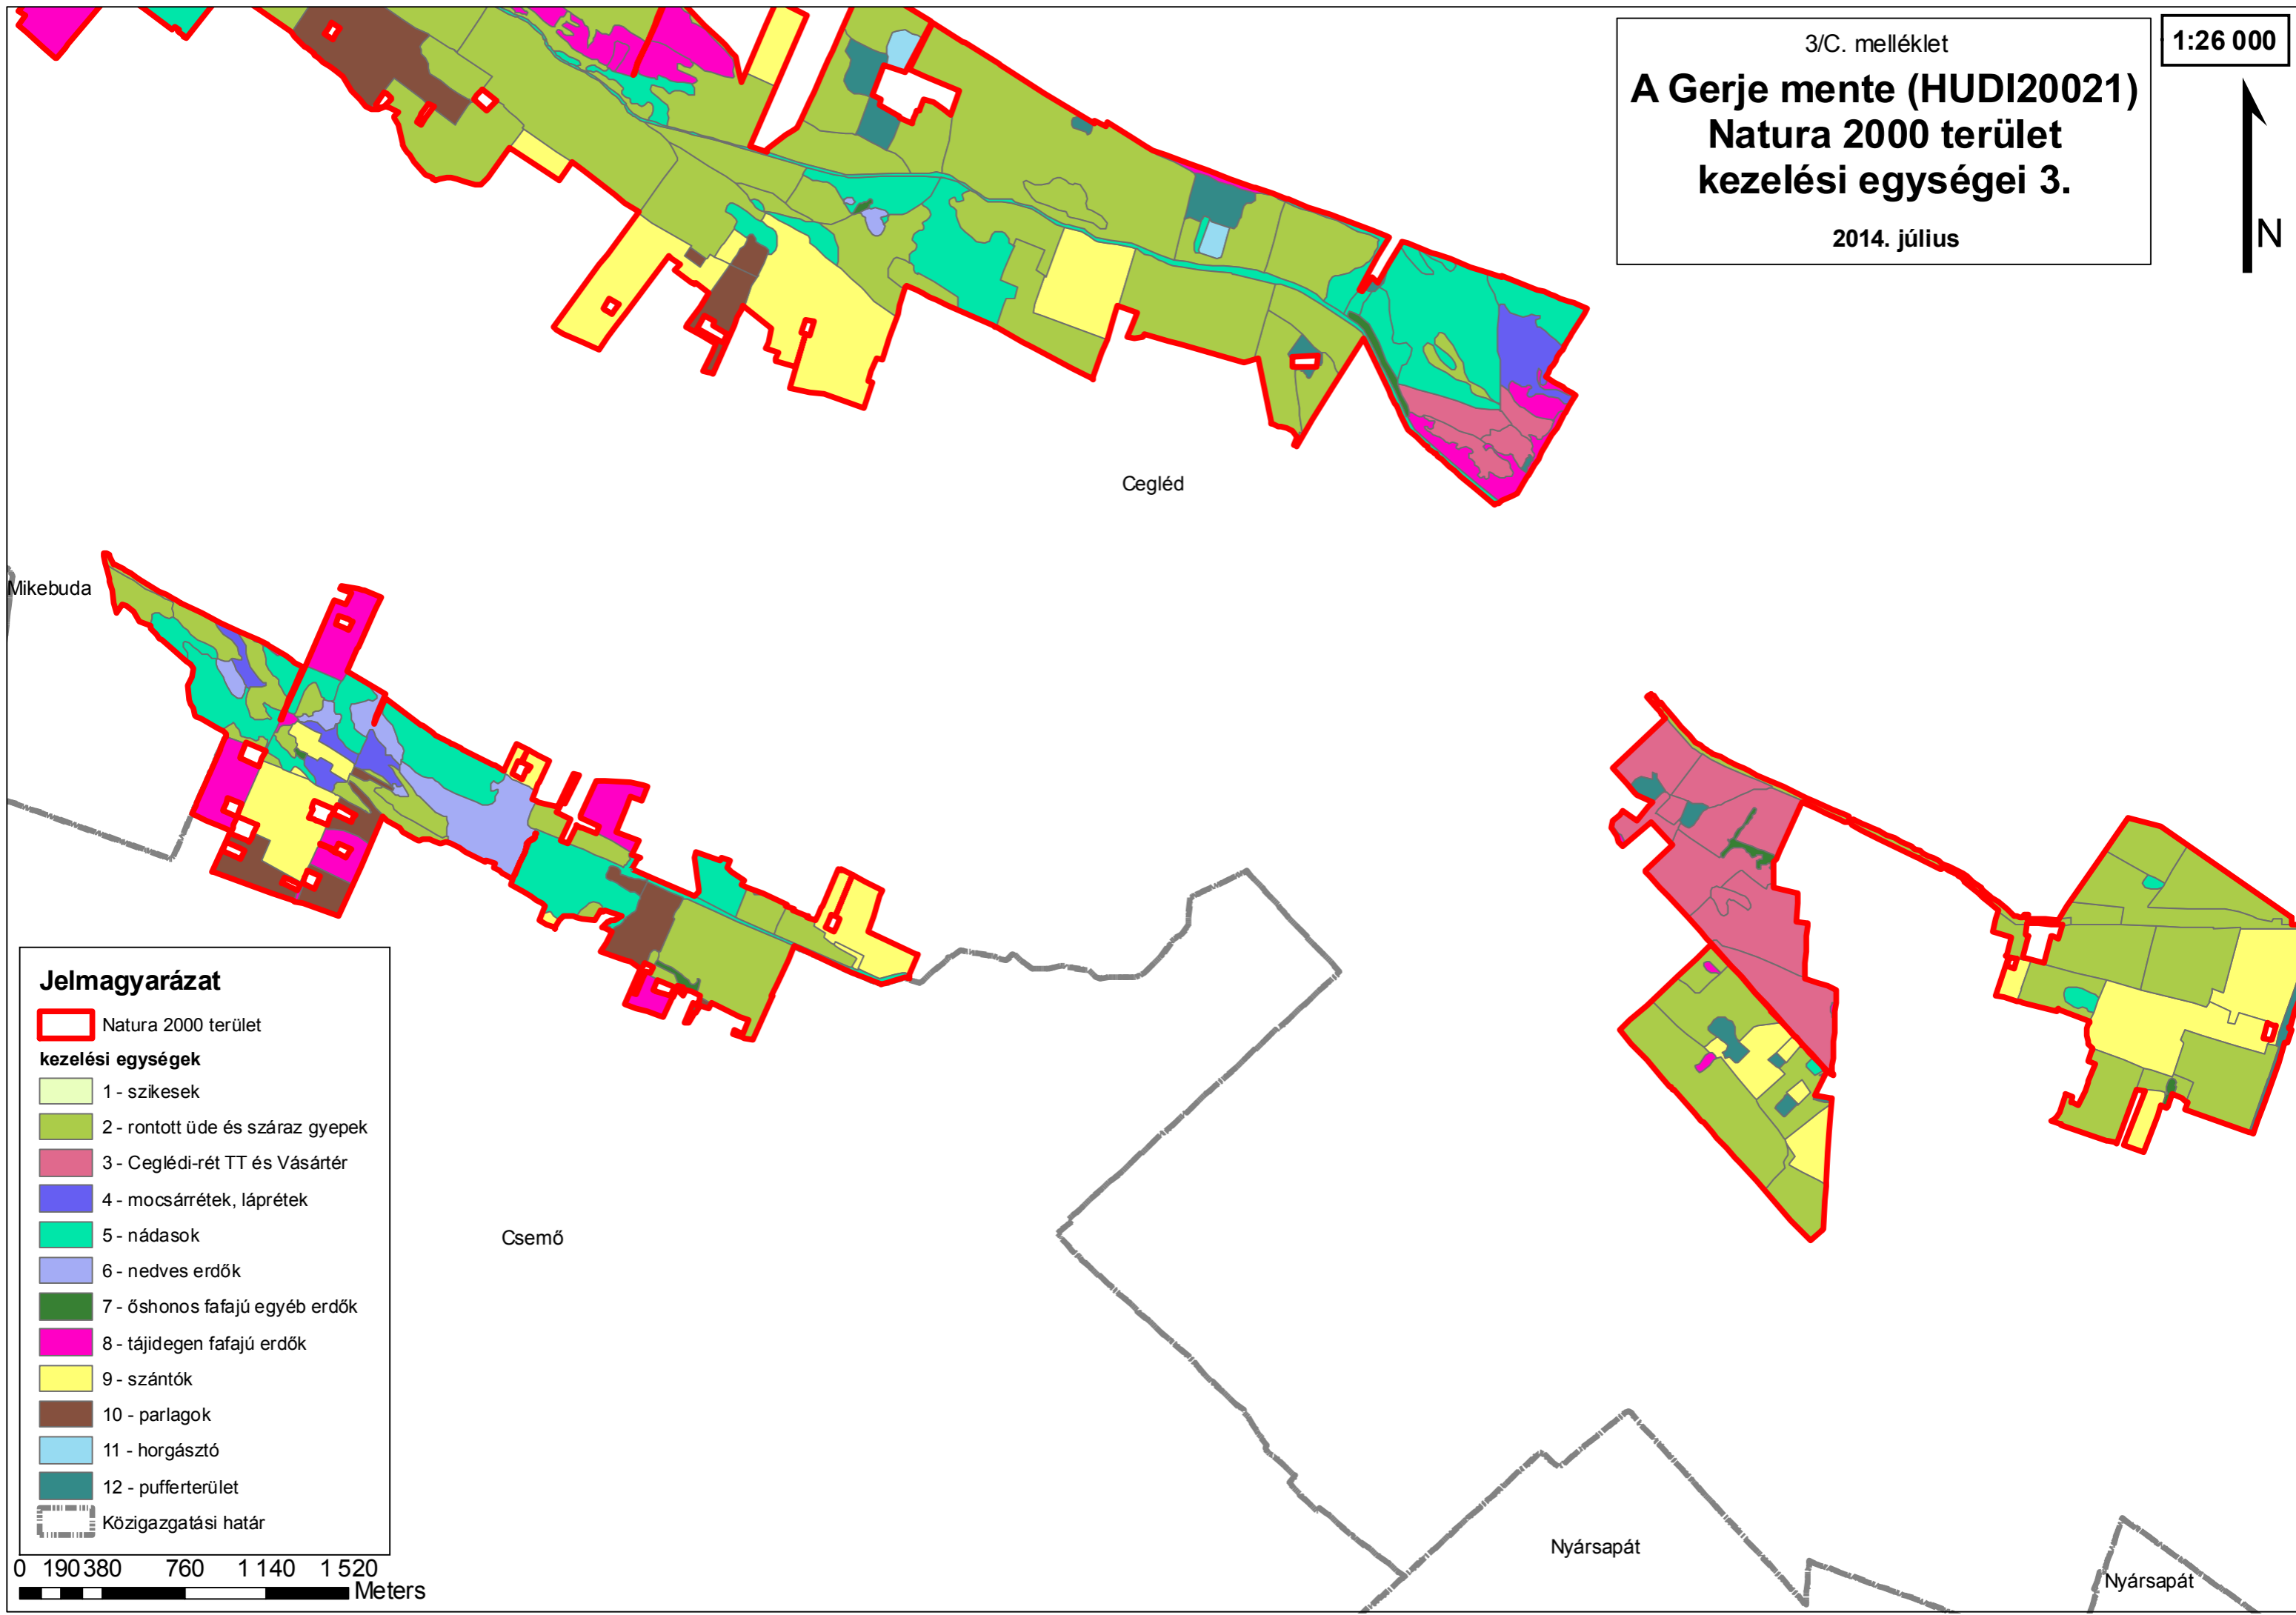 3/C. melléklet
A Gerje mente (HUDI20021)
Natura 2000 terület
kezelési egységei 3.
2014. július
1:26 000
N
Cegléd
Mikebuda
Csemő
Nyársapát
Nyársapát
Jelmagyarázat
Natura 2000 terület
kezelési egységek
1 - szikesek
2 - rontott üde és száraz gyepek
3 - Ceglédi-rét TT és Vásártér
4 - mocsárrétek, láprétek
5 - nádasok
6 - nedves erdők
7 - őshonos fafajú egyéb erdők
8 - tájidegen fafajú erdők
9 - szántók
10 - parlagok
11 - horgásztó
12 - pufferterület
Közigazgatási határ
0 190 380 760 1 140 1 520
Meters